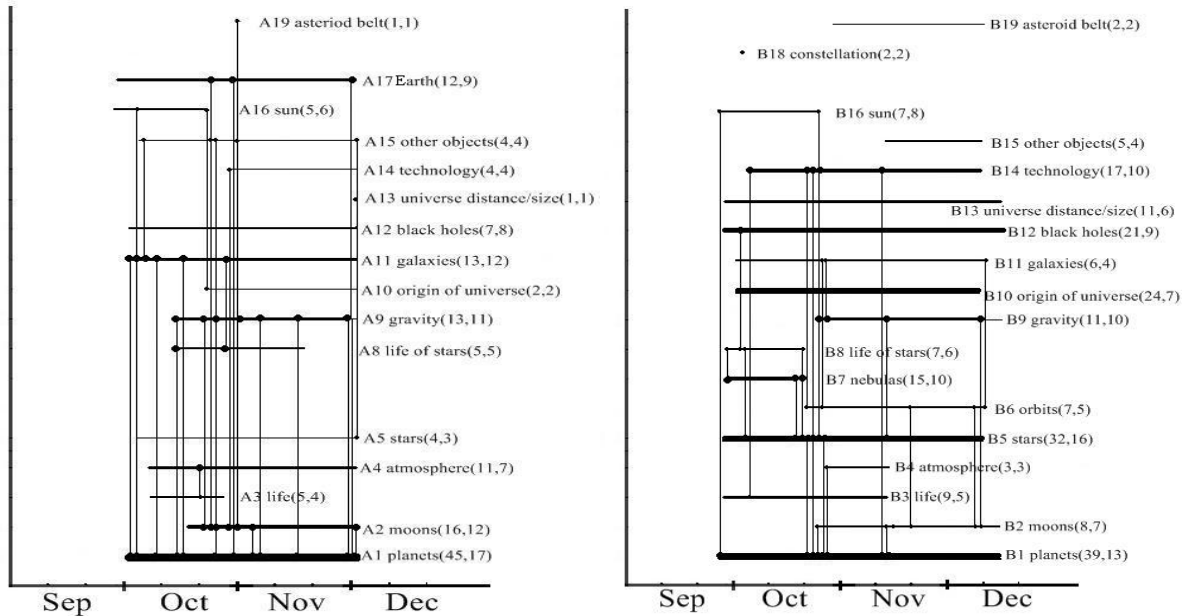 A19 asteriod belt(1,1)
A17Earth(12,9)
A16 sun(5,6)
A15 other objects(4,4)
A14 technology(4,4)
A13 universe distance/size(1,1)
A12 black holes(7,8)
A11 galaxies(13,12)
A10 origin of universe(2,2)
A9 gravity(13,11)
A8 life of stars(5,5)
A5 stars(4,3)
A4 atmosphere(11,7)
A3 life(5,4)
A2 moons(16,12)
A1 planets(45,17)
Sep Oct Nov Dec
B19 asteroid belt(2,2)
B18 constellation(2,2)
B16 sun(7,8)
B15 other objects(5,4)
B14 technology(17,10)
B13 universe distance/size(11,6)
B12 black holes(21,9)
B11 galaxies(6,4)
B10 origin of universe(24,7)
B9 gravity(11,10)
B8 life of stars(7,6)
B7 nebulas(15,10)
B6 orbits(7,5)
B5 stars(32,16)
B4 atmosphere(3,3)
B3 life(9,5)
B2 moons(8,7)
B1 planets(39,13)
Sep Oct Nov Dec